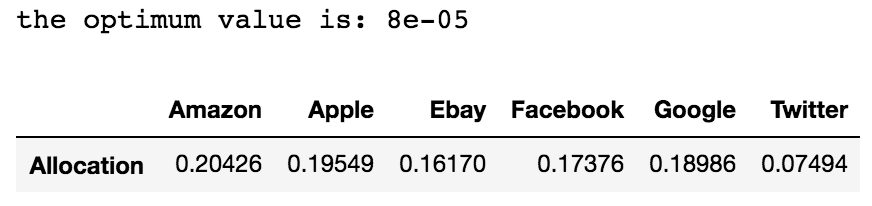 the optimum value is: 8e-05
Amazon Apple Ebay Facebook Google Twitter
Allocation 0.20426 0.19549 0.16170 0.17376 0.18986 0.07494